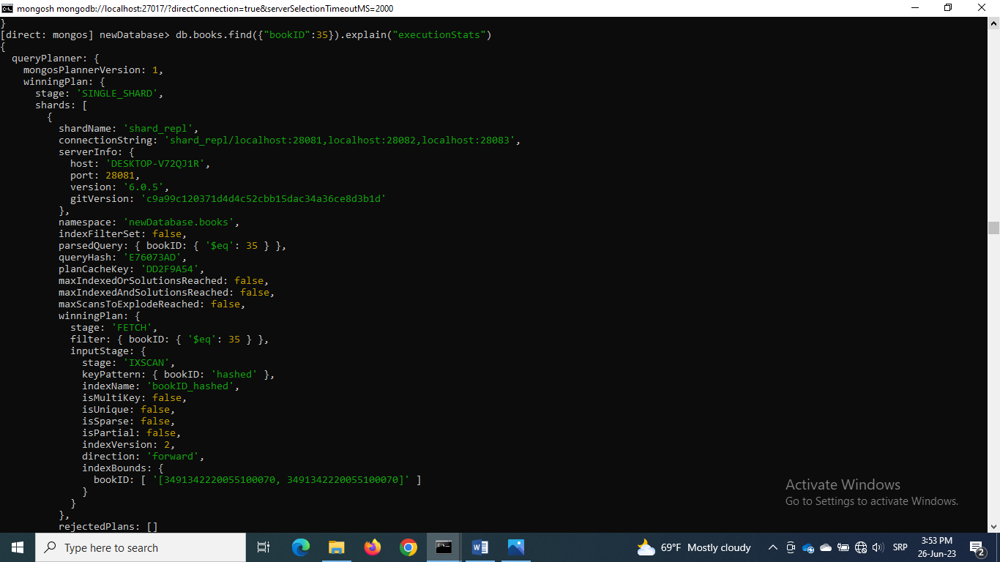 mongosh mongodb://localhost:27017/?directConnection=true&serverSelectionTimeoutMS=2000
}
[direct: mongos] newDatabase> db.books.find({"bookID":35}).explain("executionStats")
{
  queryPlanner: {
    mongosPlannerVersion: 1,
    winningPlan: {
      stage: 'SINGLE_SHARD',
      shards: [
        {
          shardName: 'shard_repl',
          connectionString: 'shard_repl/localhost:28081,localhost:28082,localhost:28083',
          serverInfo: {
            host: 'DESKTOP-V72QJ1R',
            port: 28081,
            version: '6.0.5',
            gitVersion: 'c9a99c120371d4d4c52cbb15dac34a36ce8d3b1d'
          },
          namespace: 'newDatabase.books',
          indexFilterSet: false,
          parsedQuery: { bookID: { '$eq': 35 } },
          queryHash: 'E76073AD',
          planCacheKey: 'DD2F9A54',
          maxIndexedOrSolutionsReached: false,
          maxIndexedAndSolutionsReached: false,
          maxScansToExplodeReached: false,
          winningPlan: {
            stage: 'FETCH',
            filter: { bookID: { '$eq': 35 } },
            inputStage: {
              stage: 'IXSCAN',
              keyPattern: { bookID: 'hashed' },
              indexName: 'bookID_hashed',
              isMultiKey: false,
              isUnique: false,
              isSparse: false,
              isPartial: false,
              indexVersion: 2,
              direction: 'forward',
              indexBounds: {
                bookID: [ '[3491342220055100070, 3491342220055100070]' ]
              }
            }
          },
          rejectedPlans: []
Activate Windows
Go to Settings to activate Windows.
Type here to search
69°F Mostly cloudy
SRP
3:53 PM
26-Jun-23
2